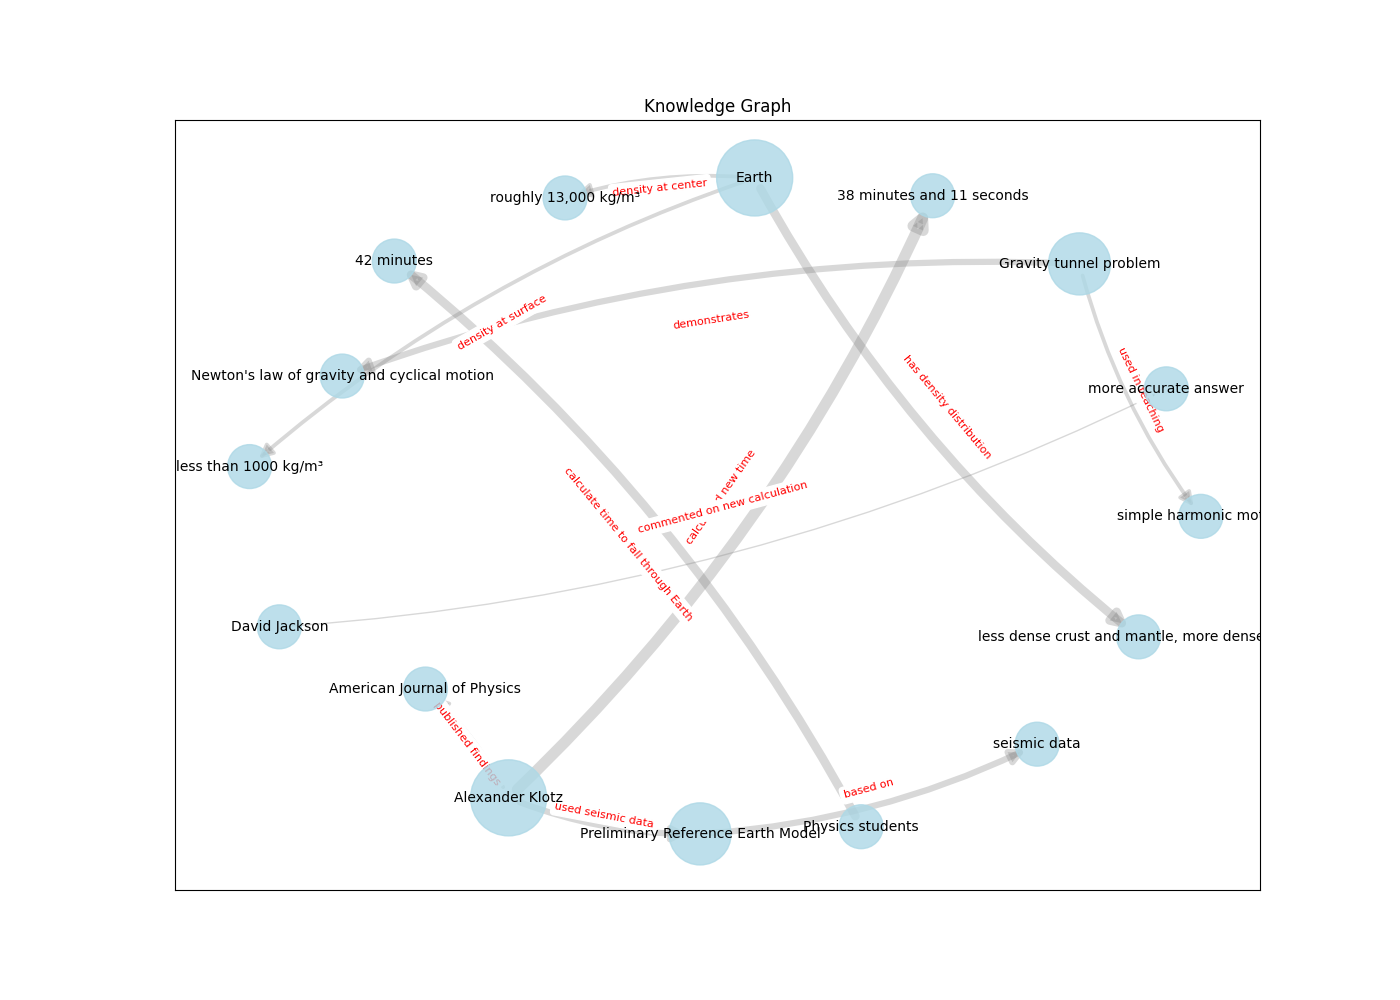 Knowledge Graph
Earth
density at center
roughly 13,000 kg/m³
38 minutes and 11 seconds
42 minutes
Gravity tunnel problem
density at surface
demonstrates
Newton's law of gravity and cyclical motion
has density distribution
used in
more accurate answer
less than 1000 kg/m³
new time
calculate time to fall through Earth
commented on new calculation
simple harmonic
David Jackson
less dense crust and mantle, more dense
American Journal of Physics
published findings
seismic data
based on
Alexander Klotz
used seismic data
Preliminary Reference Earth Model
Physics students